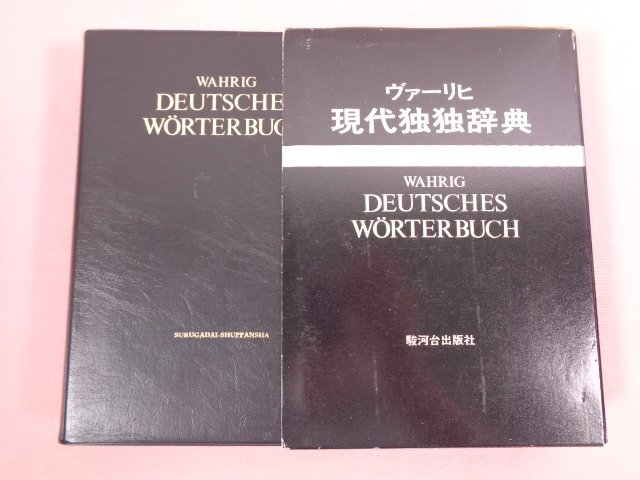 WAHRIG
DEUTSCHES
WÖRTERBUC
SURUGADAI-SHUPPANSHA
ヴァーリヒ
現代独独辞典
WAHRIG
DEUTSCHES
WÖRTERBUCH
駿河台出版社